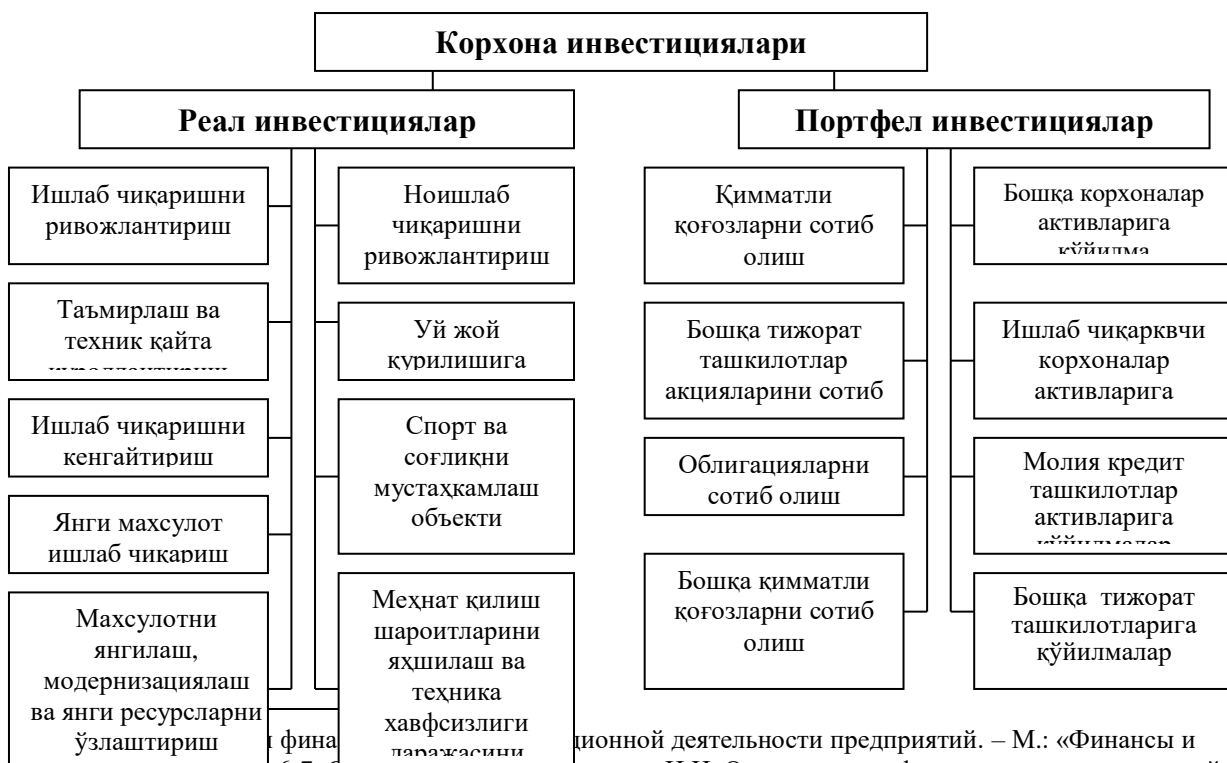 Корхона инвестициялари
Реал инвестициялар
Портфел инвестициялар
Ишлаб чиқаришни
ривожлантириш
Таъмирлаш ва
техник қайта
Ишлаб чиқаришни
кенгайтириш
Янги махсулот
ишлаб чиқариш
Махсулотни
янгилаш,
модернизациялаш
ва янги ресурсларни
ўзлаштириш
Ноишлаб
чиқаришни
ривожлантириш
Уй жой
қурилишига
Спорт ва
соғлиқни
мустаҳкамлаш
объекти
Меҳнат қилиш
шароитларини
яҳшилаш ва
теҳника
хавфсизлиги
даражасини
Қимматли
қоғозларни сотиб
олиш
Бошқа тижорат
ташкилотлар
акцияларини сотиб
Облигацияларни
сотиб олиш
Бошқа қимматли
қоғозларни сотиб
олиш
Бошқа корхоналар
активларига
қўйилма
Ишлаб чиқарквчи
корхоналар
активларига
Молия кредит
ташкилотлар
активларига
қўйилмалар
Бошқа тижорат
ташкилотларига
қўйилмалар
деятельности предприятий. – М.: «Финансы и